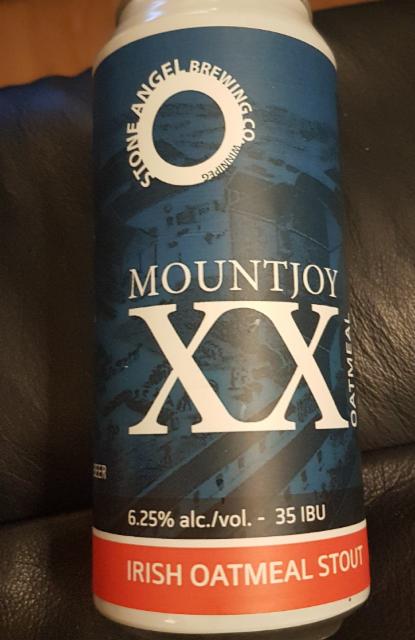 STONE ANGEL BREWING CO.
WINNIPEG
MOUNTJOY
XX
OATMEAL
BEER
6.25% alc./vol. - 35 IBU
IRISH OATMEAL STOUT